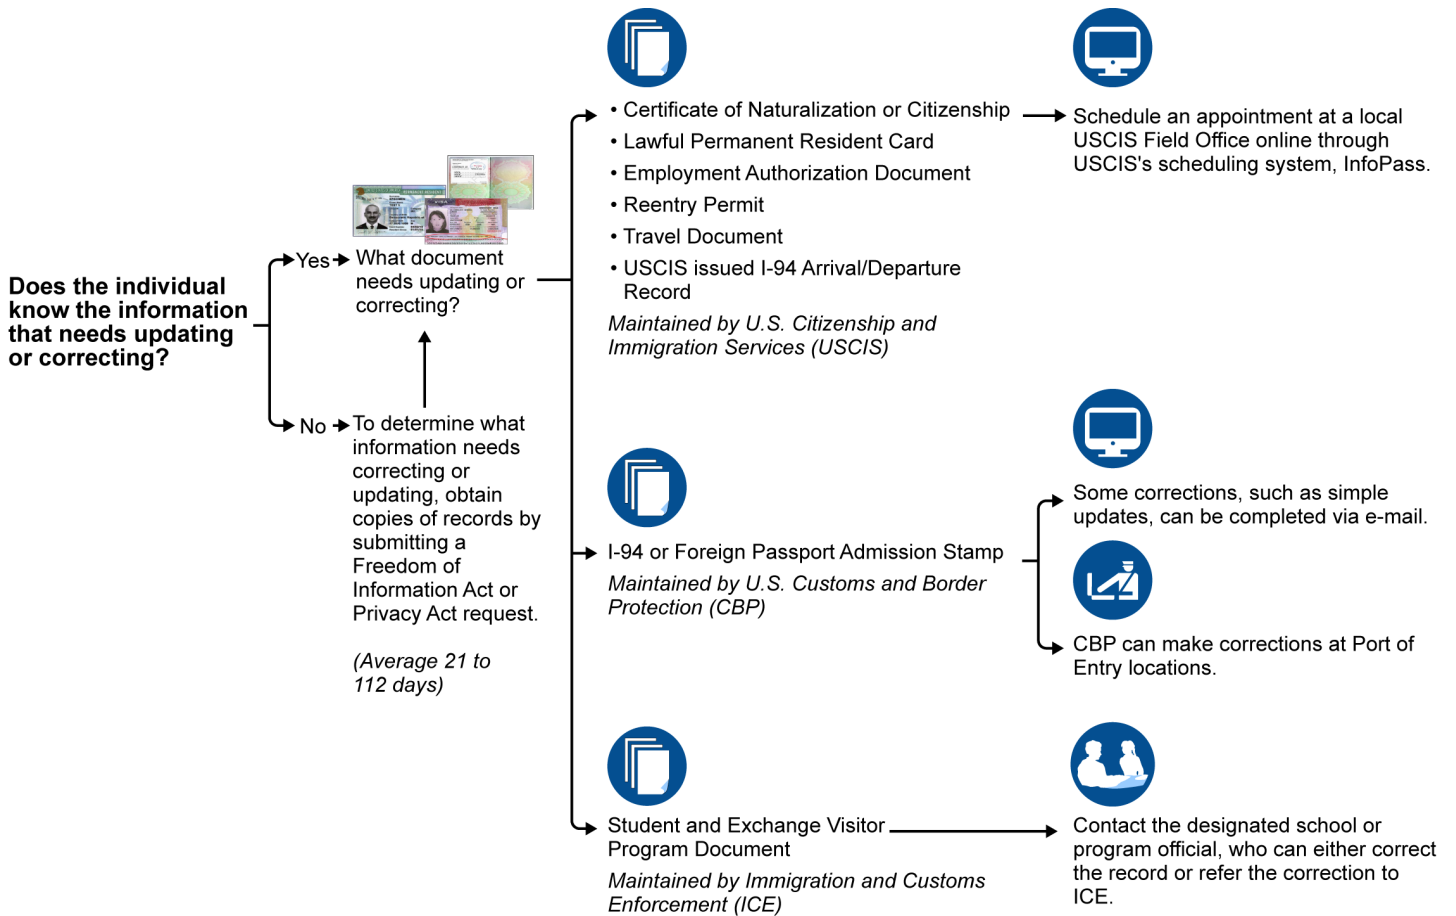 Does the individual
know the information
that needs updating
or correcting?
Yes
What document
needs updating or
correcting?
No
To determine what
information needs
correcting or
updating, obtain
copies of records by
submitting a
Freedom of
Information Act or
Privacy Act request.
(Average 21 to
112 days)
• Certificate of Naturalization or Citizenship
• Lawful Permanent Resident Card
• Employment Authorization Document
• Reentry Permit
• Travel Document
• USCIS issued I-94 Arrival/Departure
Record
Maintained by U.S. Citizenship and
Immigration Services (USCIS)
Schedule an appointment at a local
USCIS Field Office online through
USCIS's scheduling system, InfoPass.
I-94 or Foreign Passport Admission Stamp
Maintained by U.S. Customs and Border
Protection (CBP)
Some corrections, such as simple
updates, can be completed via e-mail.
CBP can make corrections at Port of
Entry locations.
Student and Exchange Visitor
Program Document
Maintained by Immigration and Customs
Enforcement (ICE)
Contact the designated school or
program official, who can either correct
the record or refer the correction to
ICE.